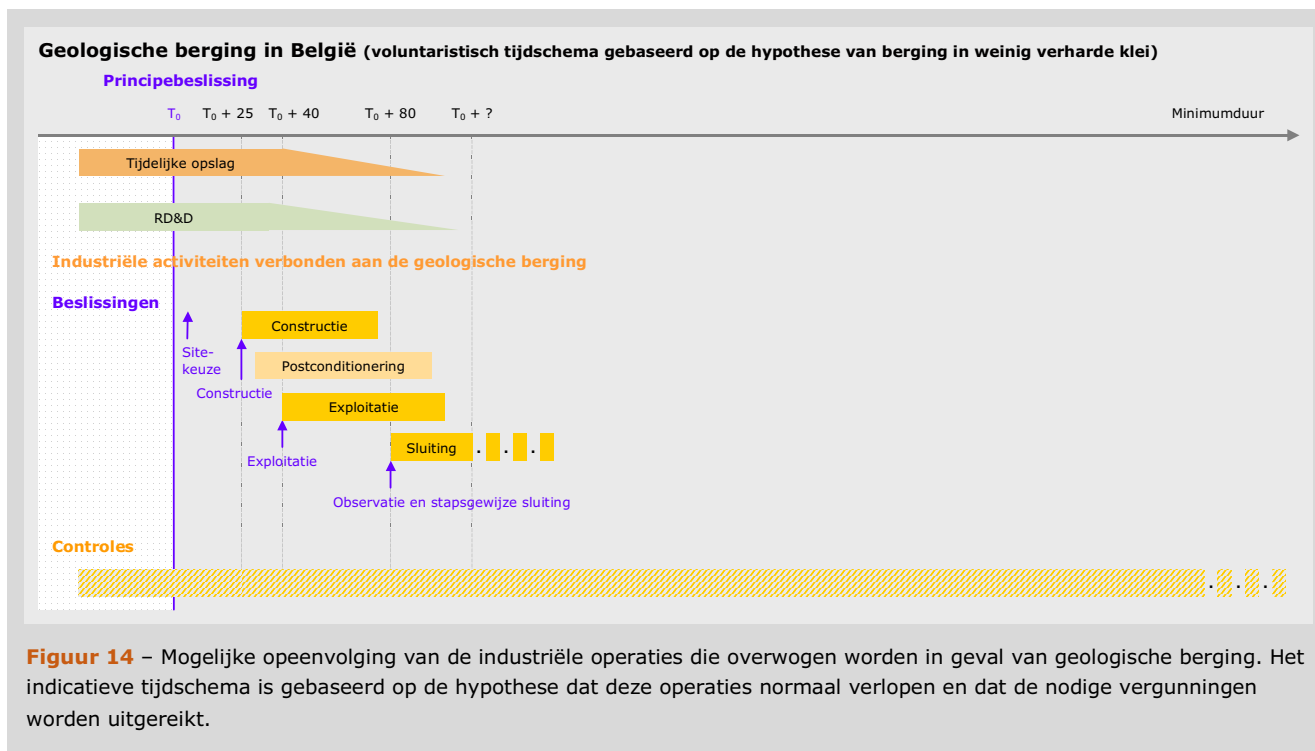 Geologische berging in België (voluntaristisch tijdschema gebaseerd op de hypothese van berging in weinig verharde klei)
Principebeslissing
T₀ T₀ + 25 T₀ + 40 T₀ + 80 T₀ + ? Minimumduur
Tijdelijke opslag
RD&D
Industriële activiteiten verbonden aan de geologische berging
Beslissingen
Constructie
Site-
keuze
Postconditionering
Constructie
Exploitatie
Sluiting
Exploitatie
Observatie en stapsgewijze sluiting
Controles
Figuur 14 – Mogelijke opeenvolging van de industriële operaties die overwogen worden in geval van geologische berging. Het
indicatieve tijdschema is gebaseerd op de hypothese dat deze operaties normaal verlopen en dat de nodige vergunningen
worden uitgereikt.